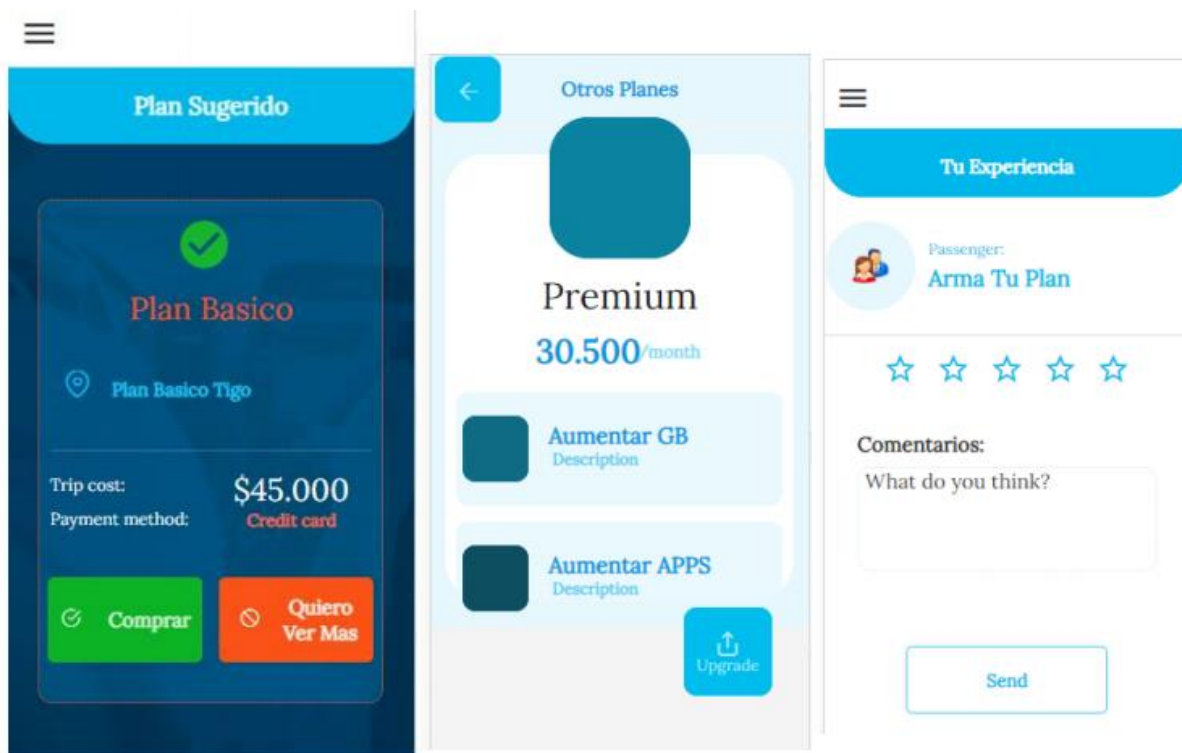 Plan Sugerido
Plan Basico
Plan Basico Tigo
Trip cost:
$45.000
Payment method:
Credit card
Comprar
Quiero
Ver Mas
Otros Planes
Premium
30.500/month
Aumentar GB
Description
Aumentar APPS
Description
Upgrade
Tu Experiencia
Passenger:
Arma Tu Plan
Comentarios:
What do you think?
Send